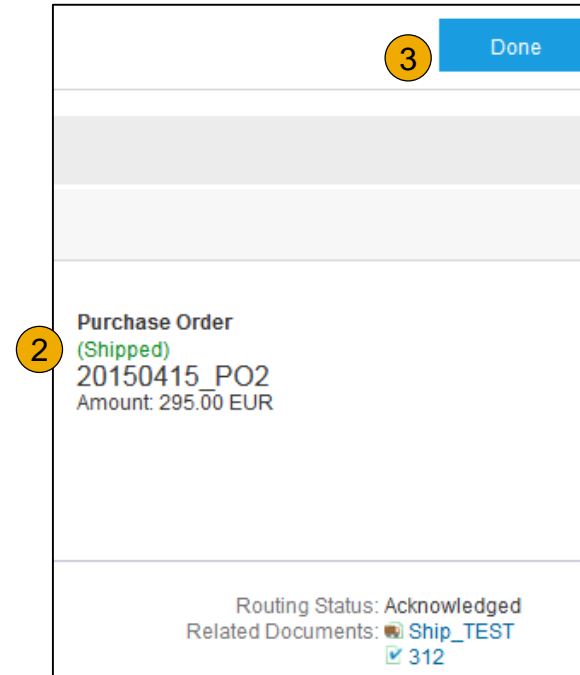 3
Done
Purchase Order
2
(Shipped)
20150415_PO2
Amount: 295.00 EUR
Routing Status: Acknowledged
Related Documents: Ship_TEST
312